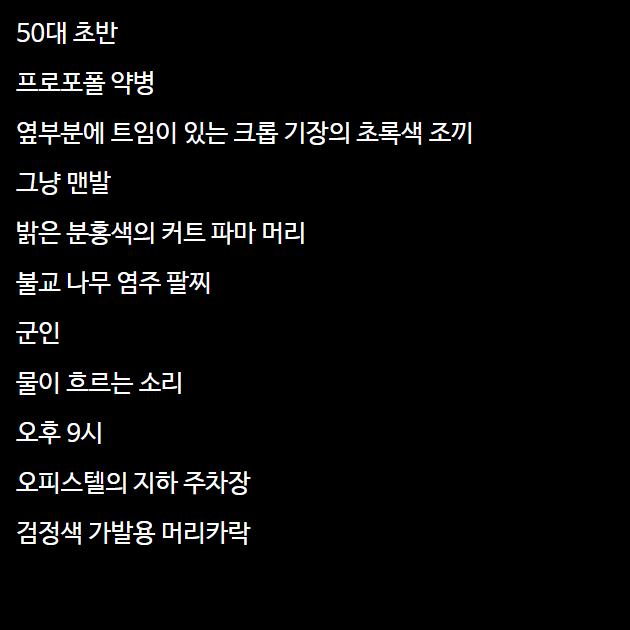 50대 초반
프로포폴 약병
옆부분에 트임이 있는 크롭 기장의 초록색 조끼
그냥 맨발
밝은 분홍색의 커트 파마 머리
불교 나무 염주 팔찌
군인
물이 흐르는 소리
오후 9시
오피스텔의 지하 주차장
검정색 가발용 머리카락